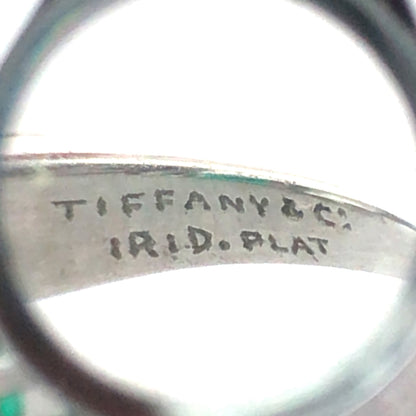 TIFFANY & Cº.
IRID. PLAT